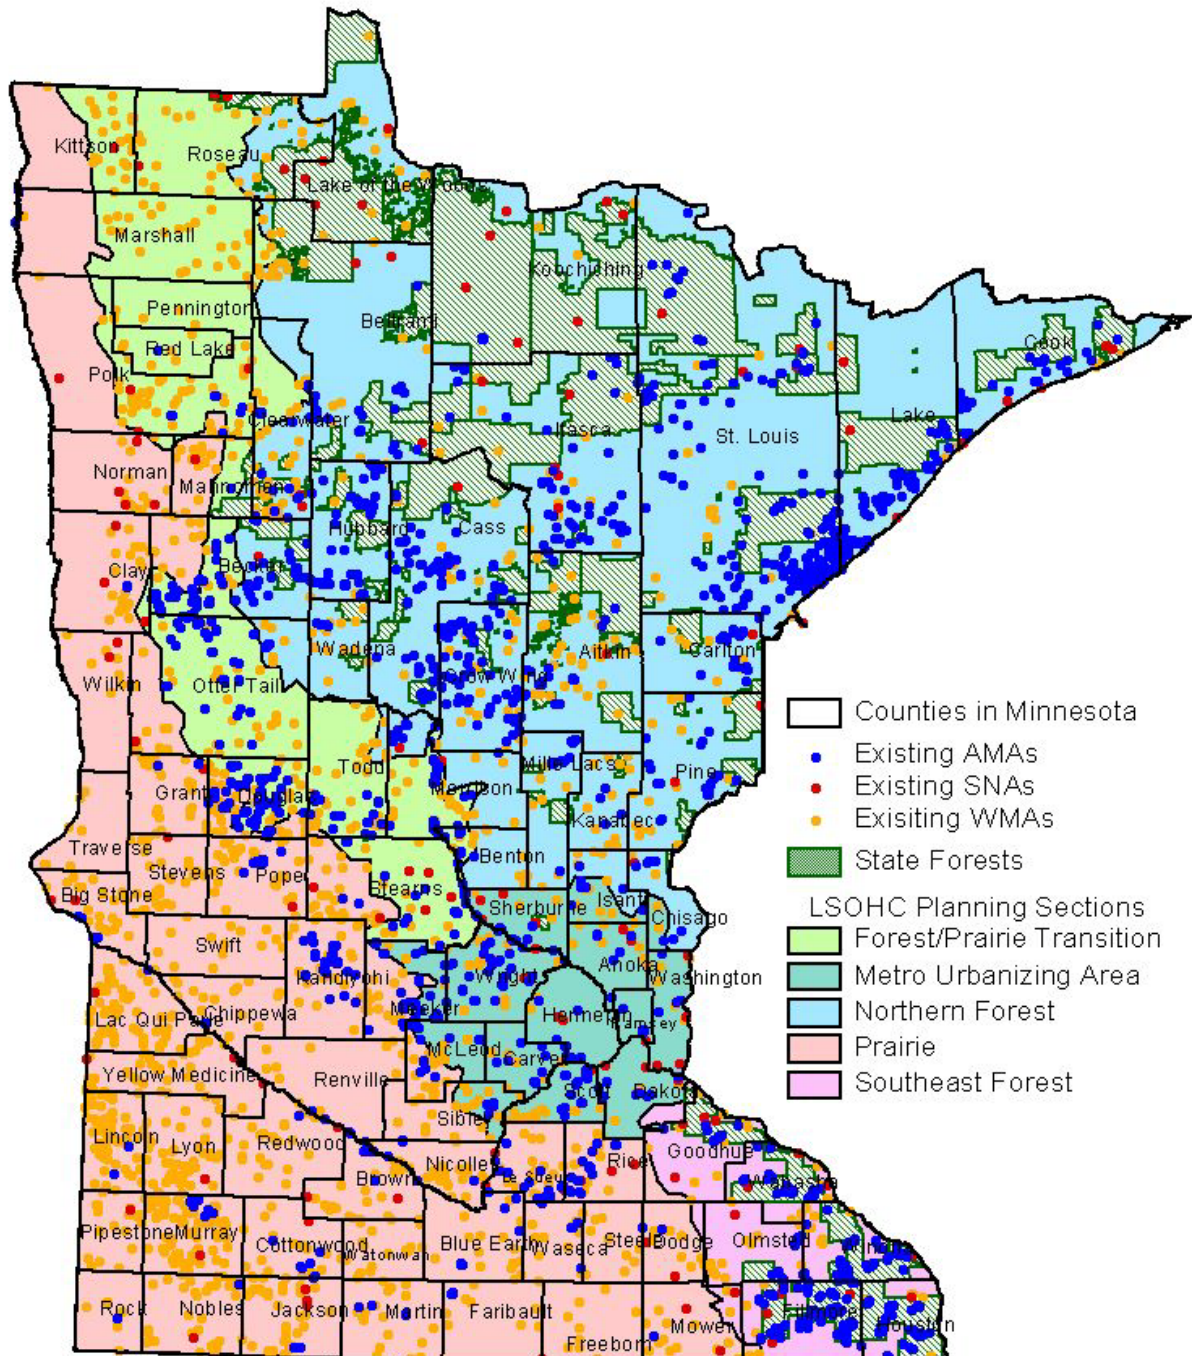 Kittson
Roseau
Lake of the Woods
Marshall
Koochiching
Pennington
Beltrami
Red Lake
Cook
Polk
Clearwater
Itasca
St. Louis
Lake
Norman
Mahnomen
Hubbard
Cass
Clay
Becker
Wadena
Aitkin
Carlton
Crow Wing
Wilkin
Otter Tail
Counties in Minnesota
Existing AMAs
Existing SNAs
Exisiting WMAs
State Forests
LSOHC Planning Sections
Forest/Prairie Transition
Metro Urbanizing Area
Northern Forest
Prairie
Southeast Forest
Todd
Mille Lacs
Pine
Grant
Douglas
Morrison
Kanabec
Traverse
Stevens
Pope
Benton
Big Stone
Stearns
Sherburne
Isanti
Chisago
Swift
Kandiyohi
Wright
Anoka
Washington
Lac Qui Parle
Chippewa
Meeker
Hennepin
Ramsey
McLeod
Carver
Yellow Medicine
Renville
Scott
Dakota
Sibley
Lincoln
Lyon
Redwood
Brown
Nicollet
Le Sueur
Rice
Goodhue
Wabasha
Pipestone
Murray
Cottonwood
Watonwan
Blue Earth
Waseca
Steele
Dodge
Olmsted
Winona
Rock
Nobles
Jackson
Martin
Faribault
Freeborn
Mower
Fillmore
Houston